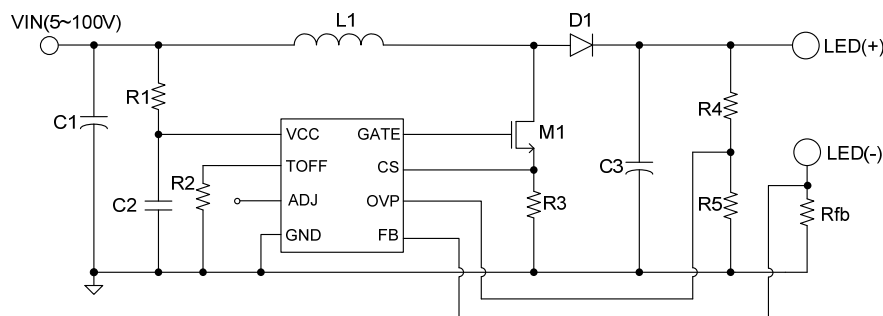 VIN(5~100V)
L1
D1
LED(+)
R1
R4
C1
VCC
GATE
M1
TOFF
CS
C3
LED(-)
R2
ADJ
OVP
R3
R5
C2
Rfb
GND
FB